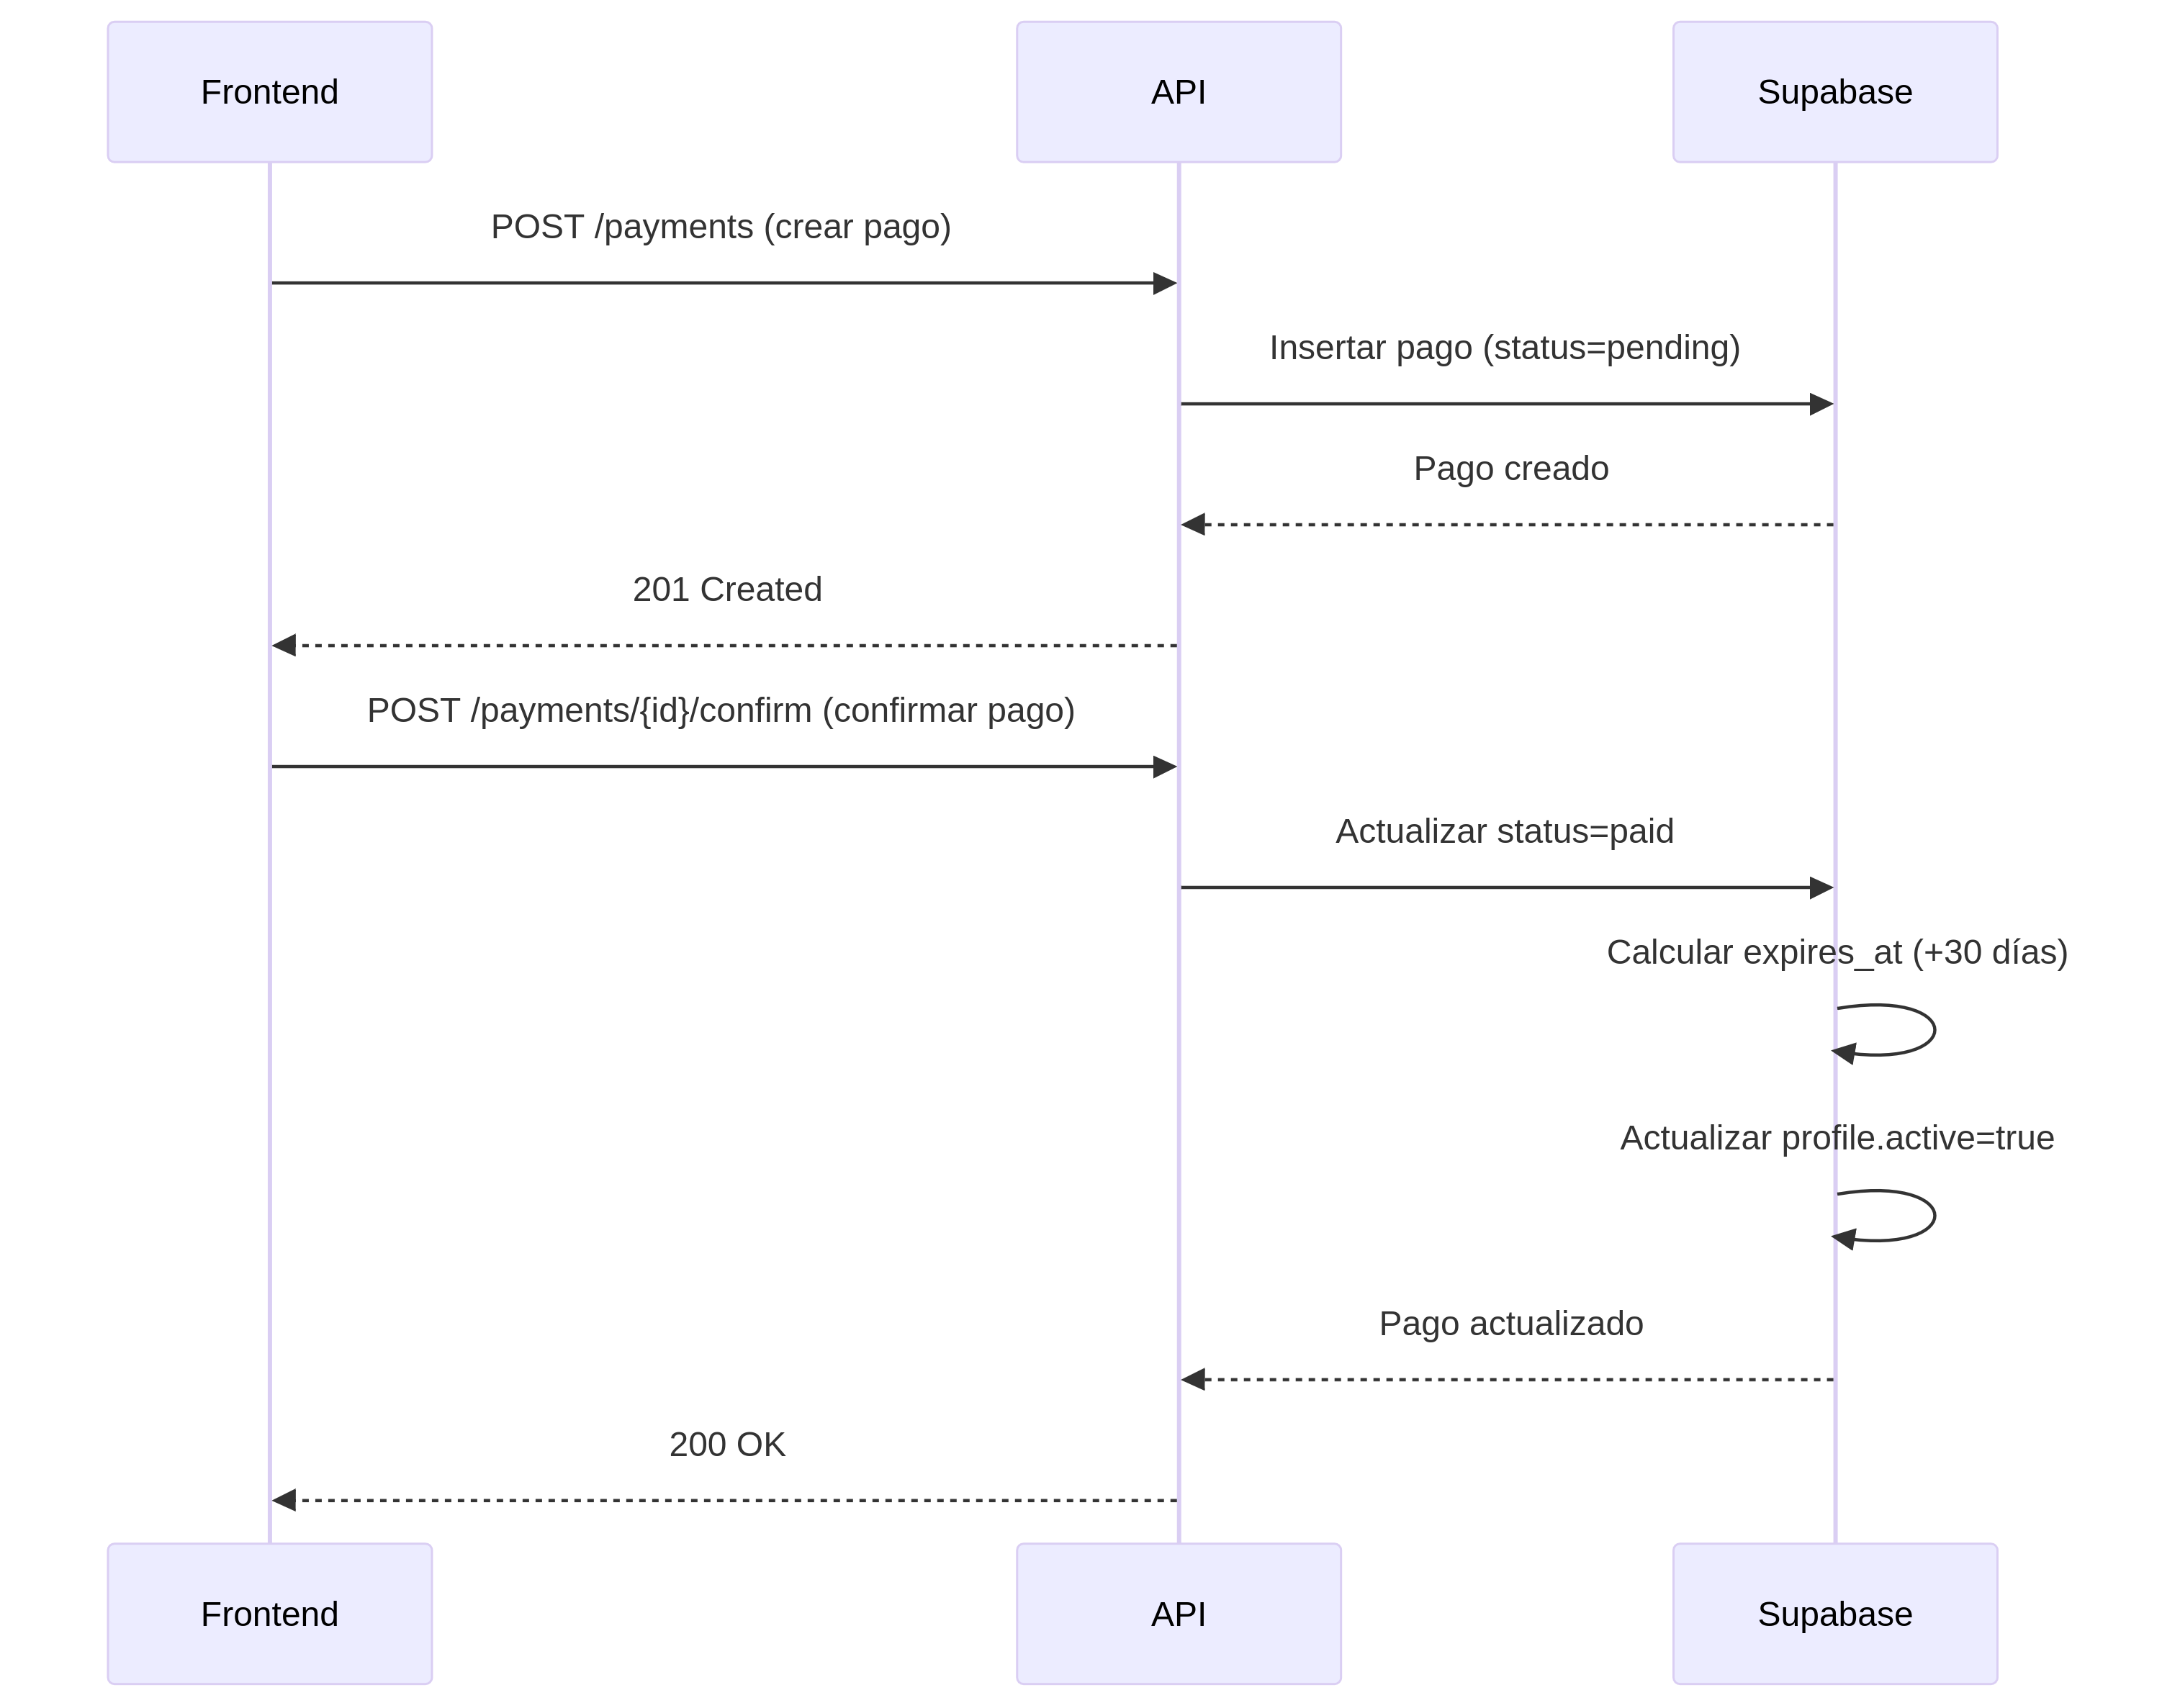 Frontend
API
Supabase
POST /payments (crear pago)
Insertar pago (status=pending)
Pago creado
201 Created
POST /payments/{id}/confirm (confirmar pago)
Actualizar status=paid
Calcular expires_at (+30 días)
Actualizar profile.active=true
Pago actualizado
200 OK
Frontend
API
Supabase